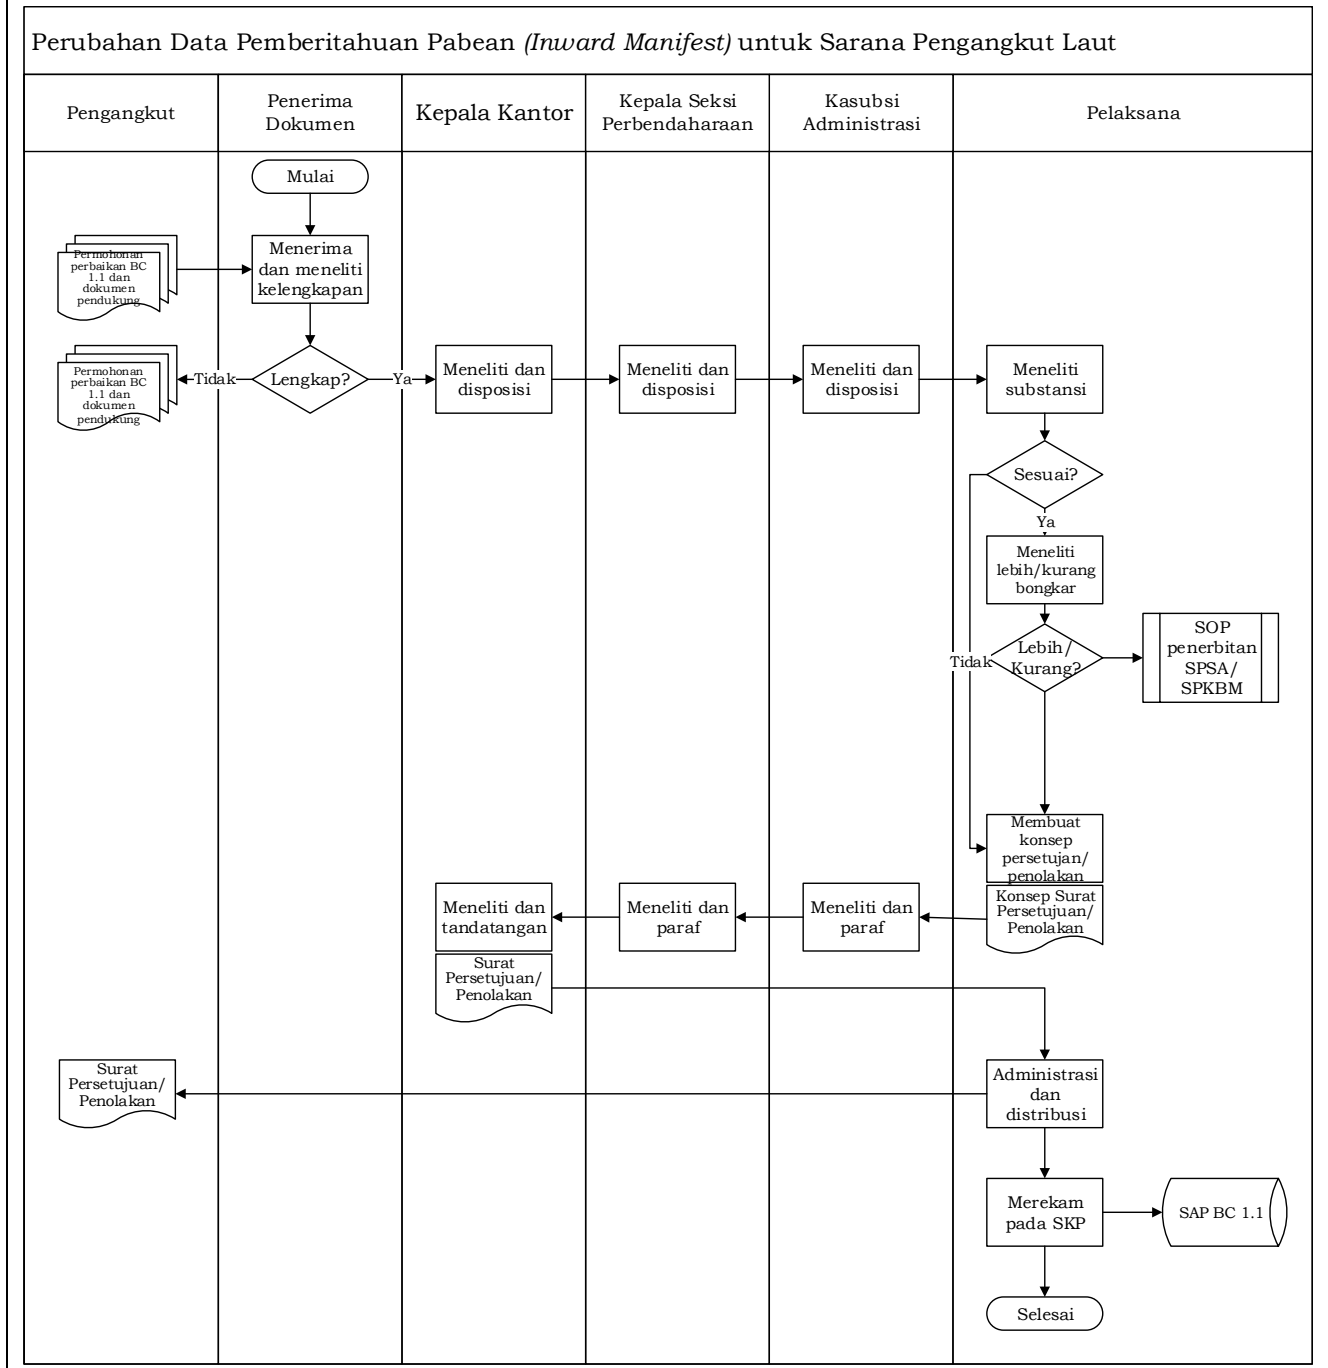 Perubahan Data Pemberitahuan Pabean (Inward Manifest) untuk Sarana Pengangkut Laut
Pengangkut
Penerima
Dokumen
Kepala Kantor
Kepala Seksi
Perbendaharaan
Kasubsi
Administrasi
Pelaksana
Mulai
Permohonan
perbaikan BC
1.1 dan
dokumen
pendukung
Menerima
dan meneliti
kelengkapan
Permohonan
perbaikan BC
1.1 dan
dokumen
pendukung
Tidak
Lengkap?
Ya
Meneliti dan
disposisi
Meneliti dan
disposisi
Meneliti dan
disposisi
Meneliti
substansi
Sesuai?
Ya
Meneliti
lebih/kurang
bongkar
Tidak
Lebih/
Kurang?
SOP
penerbitan
SPSA/
SPKBM
Membuat
konsep
persetujan/
penolakan
Meneliti dan
tandatangan
Meneliti dan
paraf
Meneliti dan
paraf
Konsep Surat
Persetujuan/
Penolakan
Surat
Persetujuan/
Penolakan
Surat
Persetujuan/
Penolakan
Administrasi
dan
distribusi
Merekam
pada SKP
SAP BC 1.1
Selesai